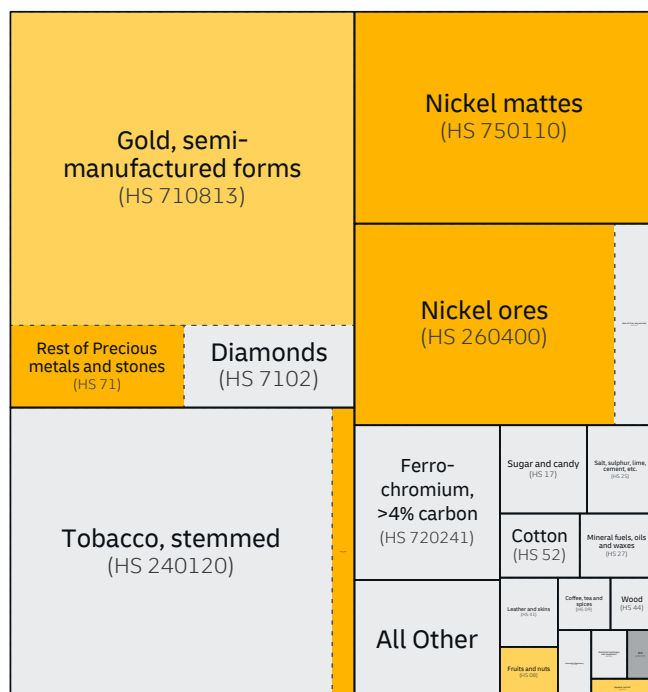 Gold, semi-
manufactured forms
(HS 710813)
Rest of Precious
metals and stones
(HS 71)
Diamonds
(HS 7102)
Tobacco, stemmed
(HS 240120)
Nickel mattes
(HS 750110)
Nickel ores
(HS 260400)
Ferro-
chromium,
>4% carbon
(HS 720241)
All Other
Sugar and candy
(HS 17)
Salt, sulphur, lime,
cement, etc.
(HS 25)
Cotton
(HS 52)
Mineral fuels, oils
and waxes
(HS 27)
Leather and skins
(HS 41)
Coffee, tea and
spices
(HS 09)
Wood
(HS 44)
Fruits and nuts
(HS 08)